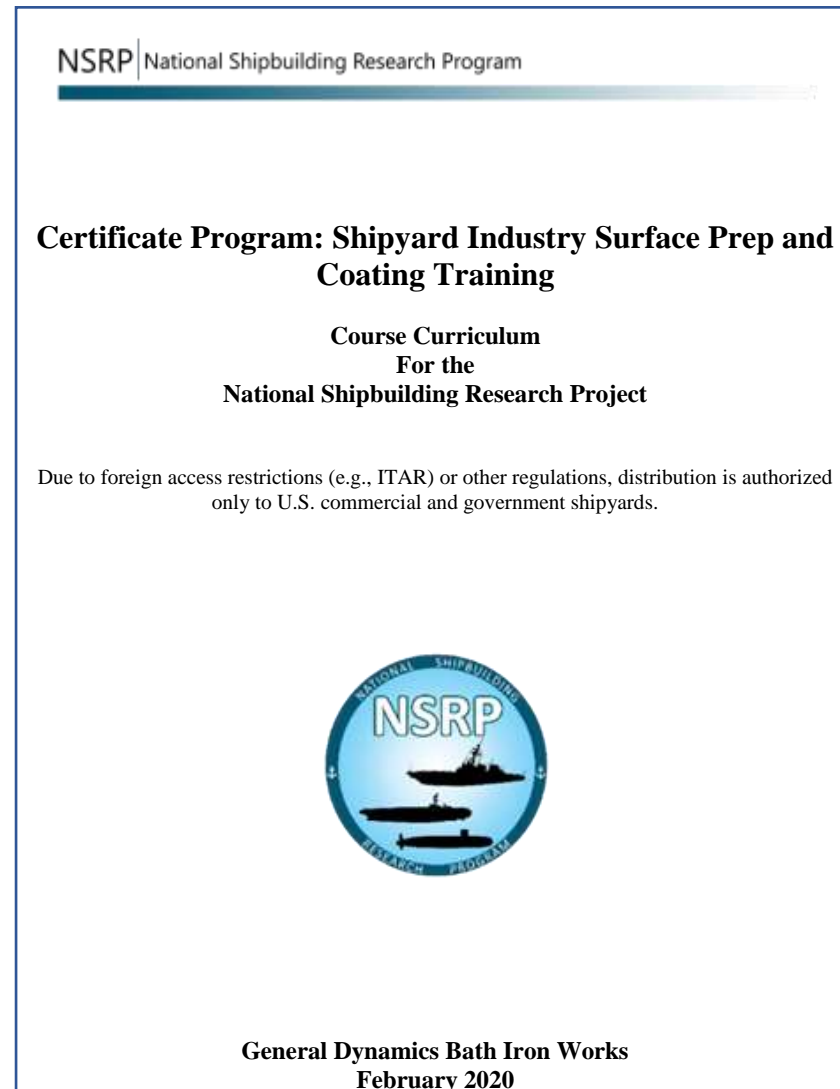 NSRP National Shipbuilding Research Program
Certificate Program: Shipyard Industry Surface Prep and
Coating Training
Course Curriculum
For the
National Shipbuilding Research Project
Due to foreign access restrictions (e.g., ITAR) or other regulations, distribution is authorized
only to U.S. commercial and government shipyards.
NATIONAL SHIPBUILDING
NSRP
RESEARCH PROGRAM
General Dynamics Bath Iron Works
February 2020